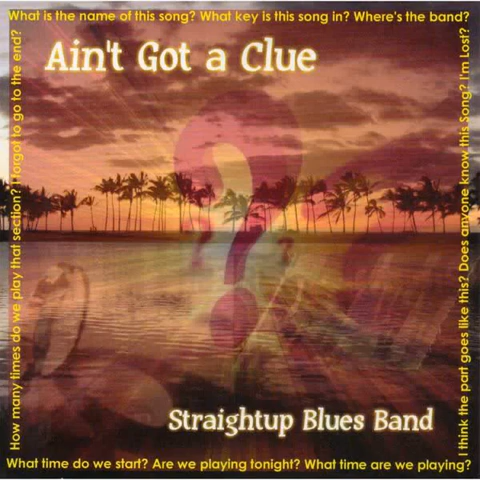 What is the name of this song? What key is this song in? Where's the band?
Ain't Got a Clue
How many times do we play that section? I forgot to go to the end?
I think the part goes like this? Does anyone know this Song? I'm Lost?
Straightup Blues Band
What time do we start? Are we playing tonight? What time are we playing?